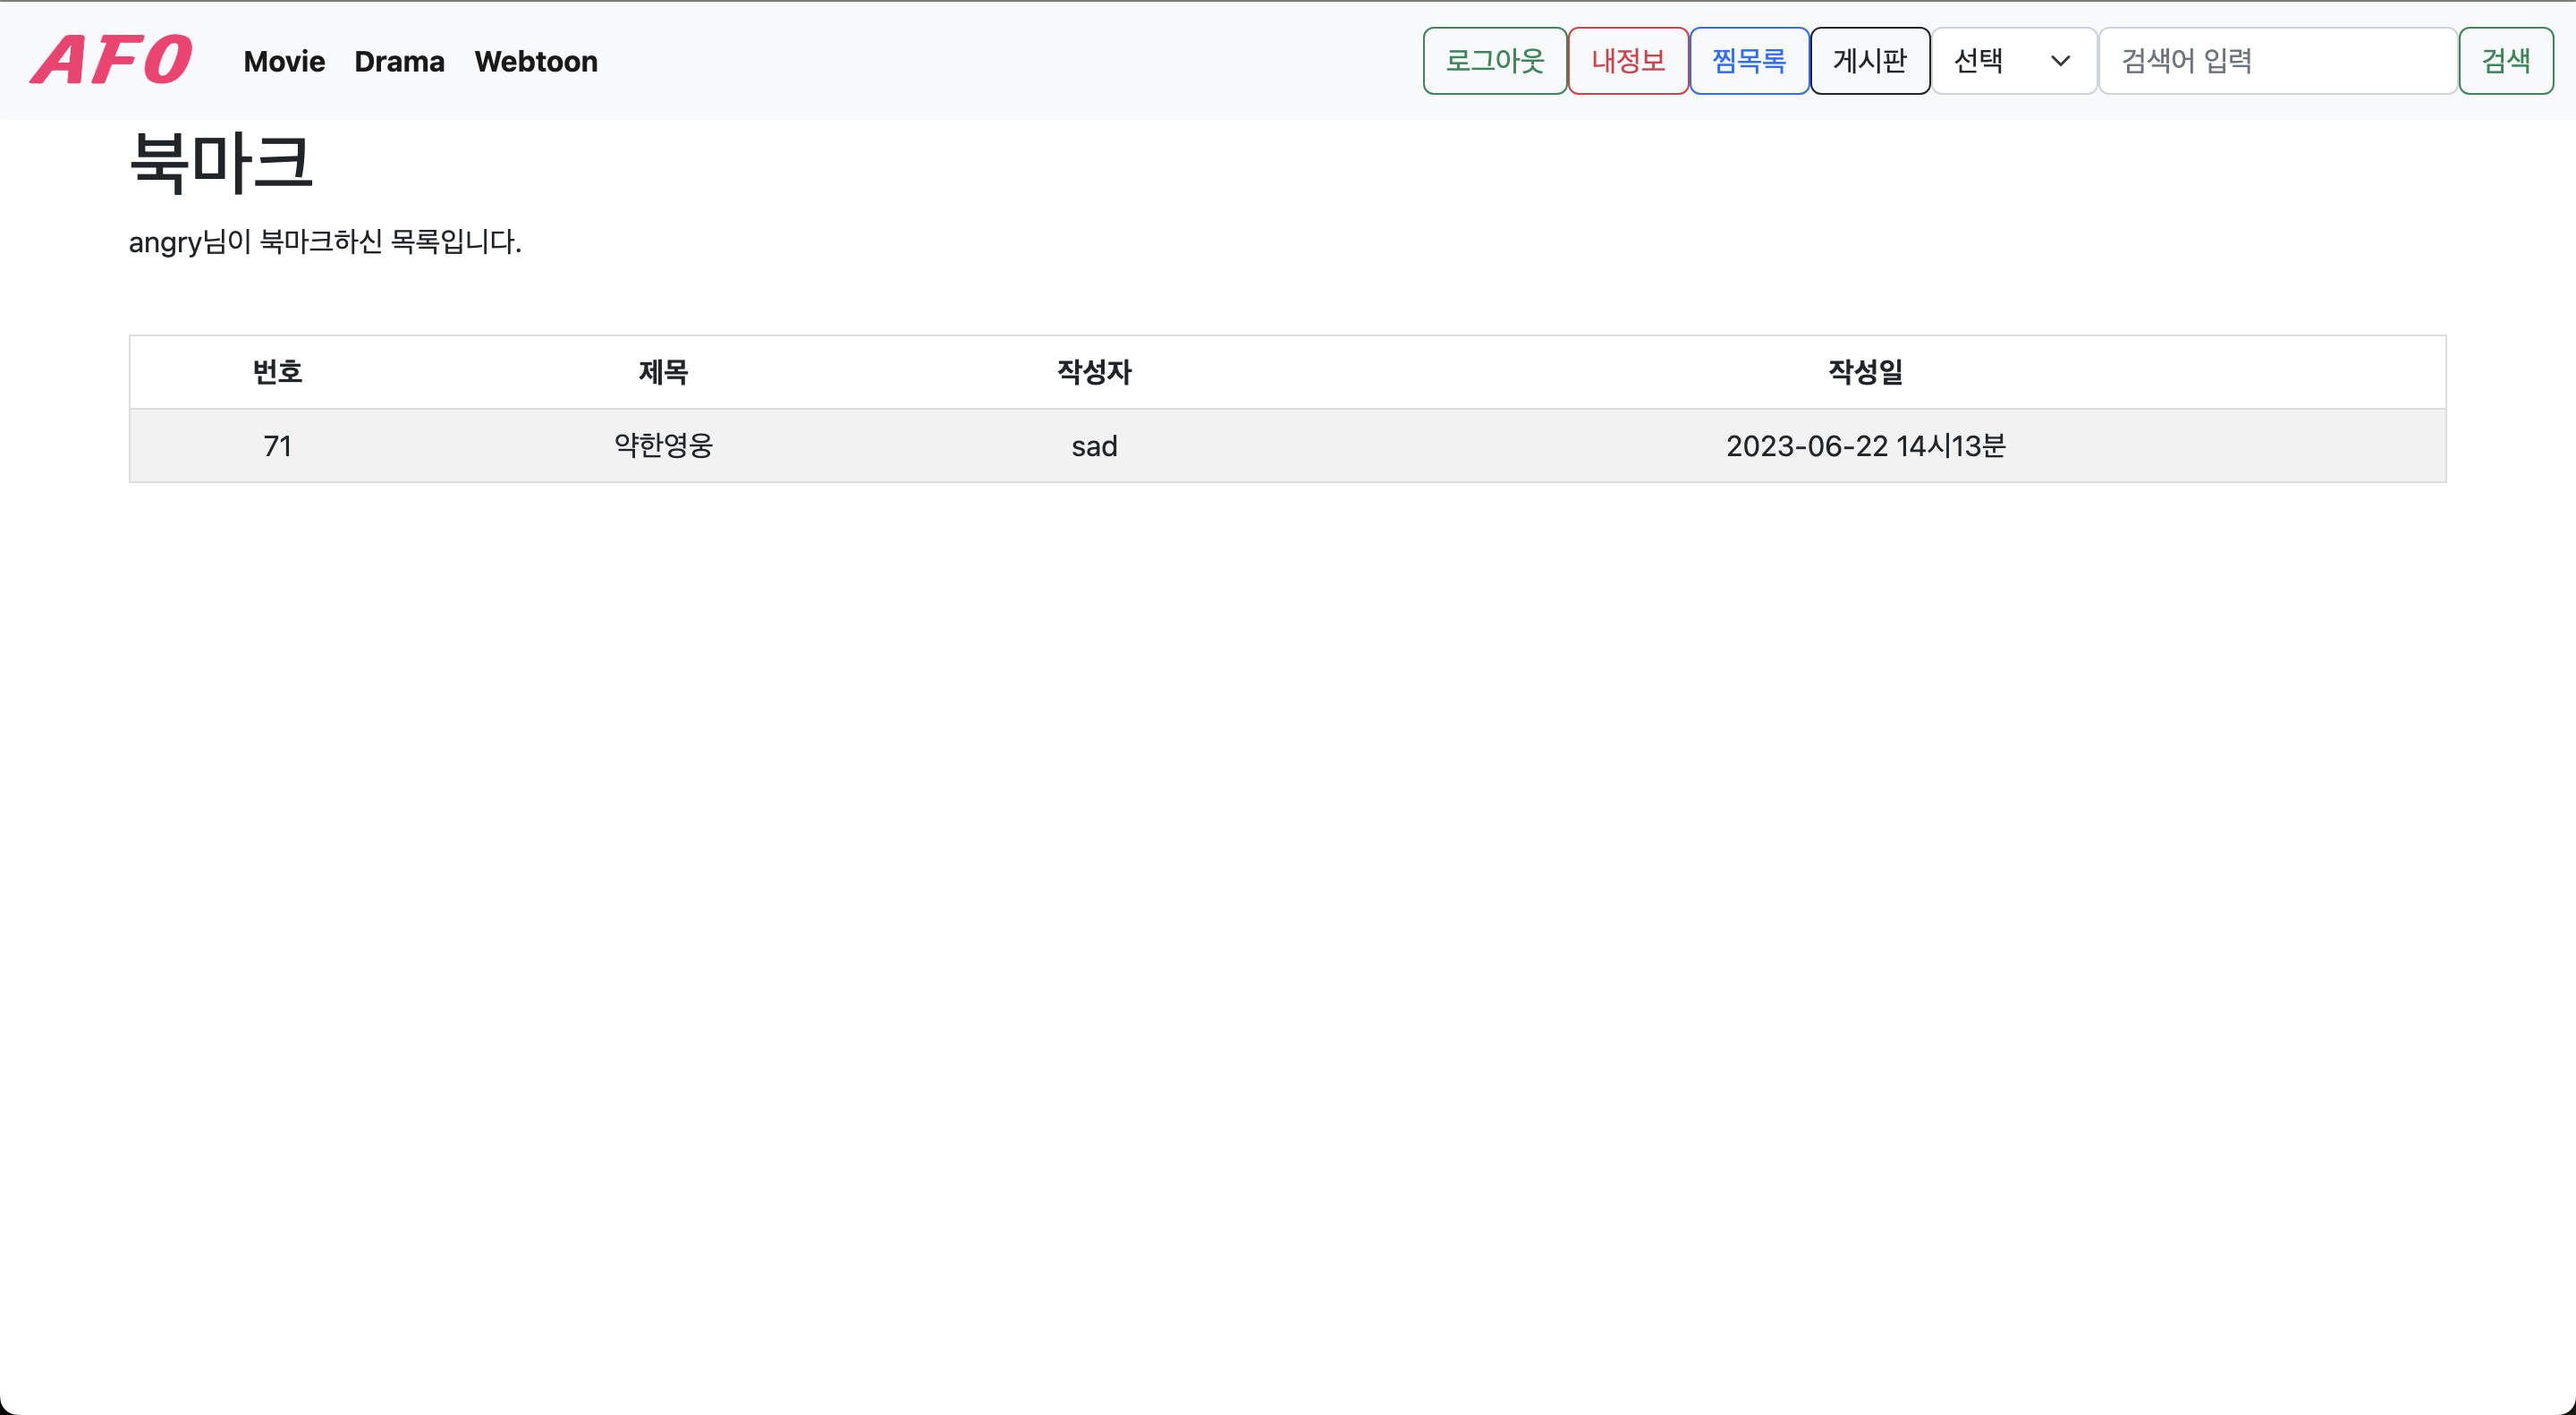 AFO Movie Drama Webtoon 로그아웃 내정보 찜목록 게시판 선택 검색어 입력 검색
북마크
angry님이 북마크하신 목록입니다.
번호 제목 작성자 작성일
71 약한영웅 sad 2023-06-22 14시13분